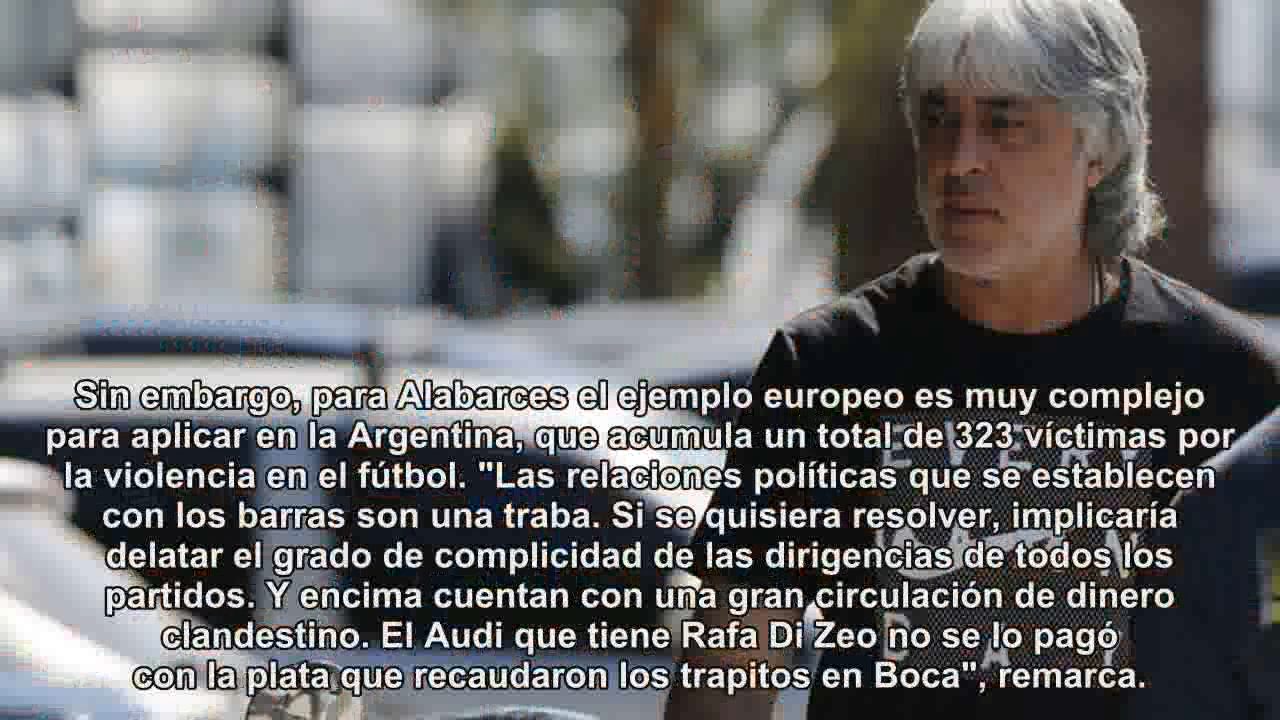 Sin embargo, para Alabarces el ejemplo europeo es muy complejo
para aplicar en la Argentina, que acumula un total de 323 víctimas por
la violencia en el fútbol. "Las relaciones políticas que se establecen
con los barras son una traba. Si se quisiera resolver, implicaría
delatar el grado de complicidad de las dirigencias de todos los
partidos. Y encima cuentan con una gran circulación de dinero
clandestino. El Audi que tiene Rafa Di Zeo no se lo pagó
con la plata que recaudaron los trapitos en Boca", remarca.
EVERY
DAY